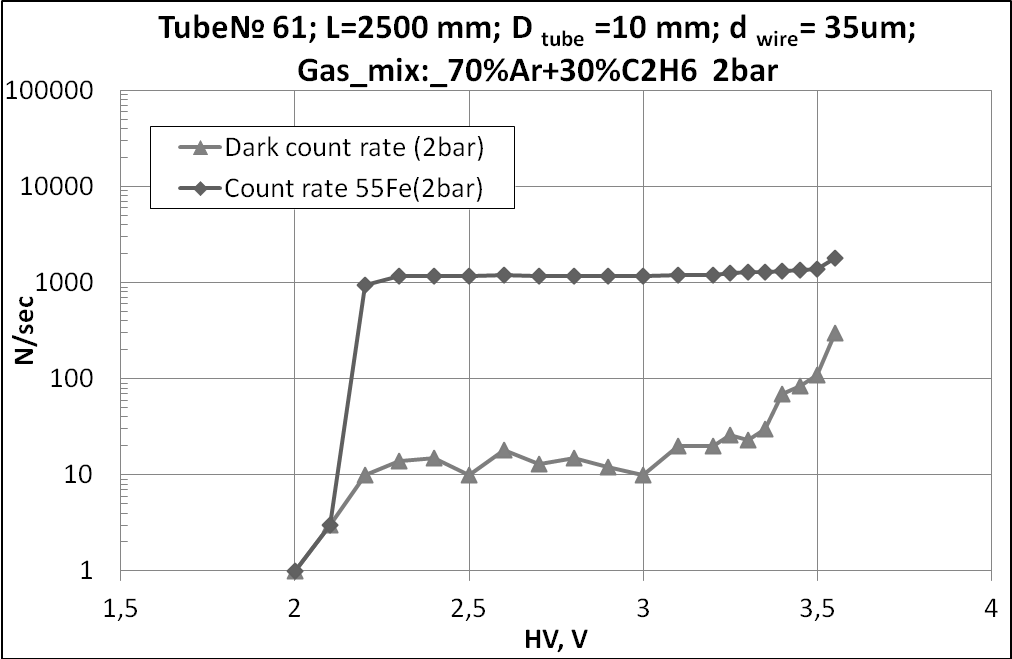 Tube№ 61; L=2500 mm; D tube =10 mm; d wire= 35um;
Gas_mix:_70%Ar+30%C2H6 2bar
100000
10000
1000
100
10
1
N/sec
Dark count rate (2bar)
Count rate 55Fe(2bar)
1,5 2 2,5 3 3,5 4
HV, V